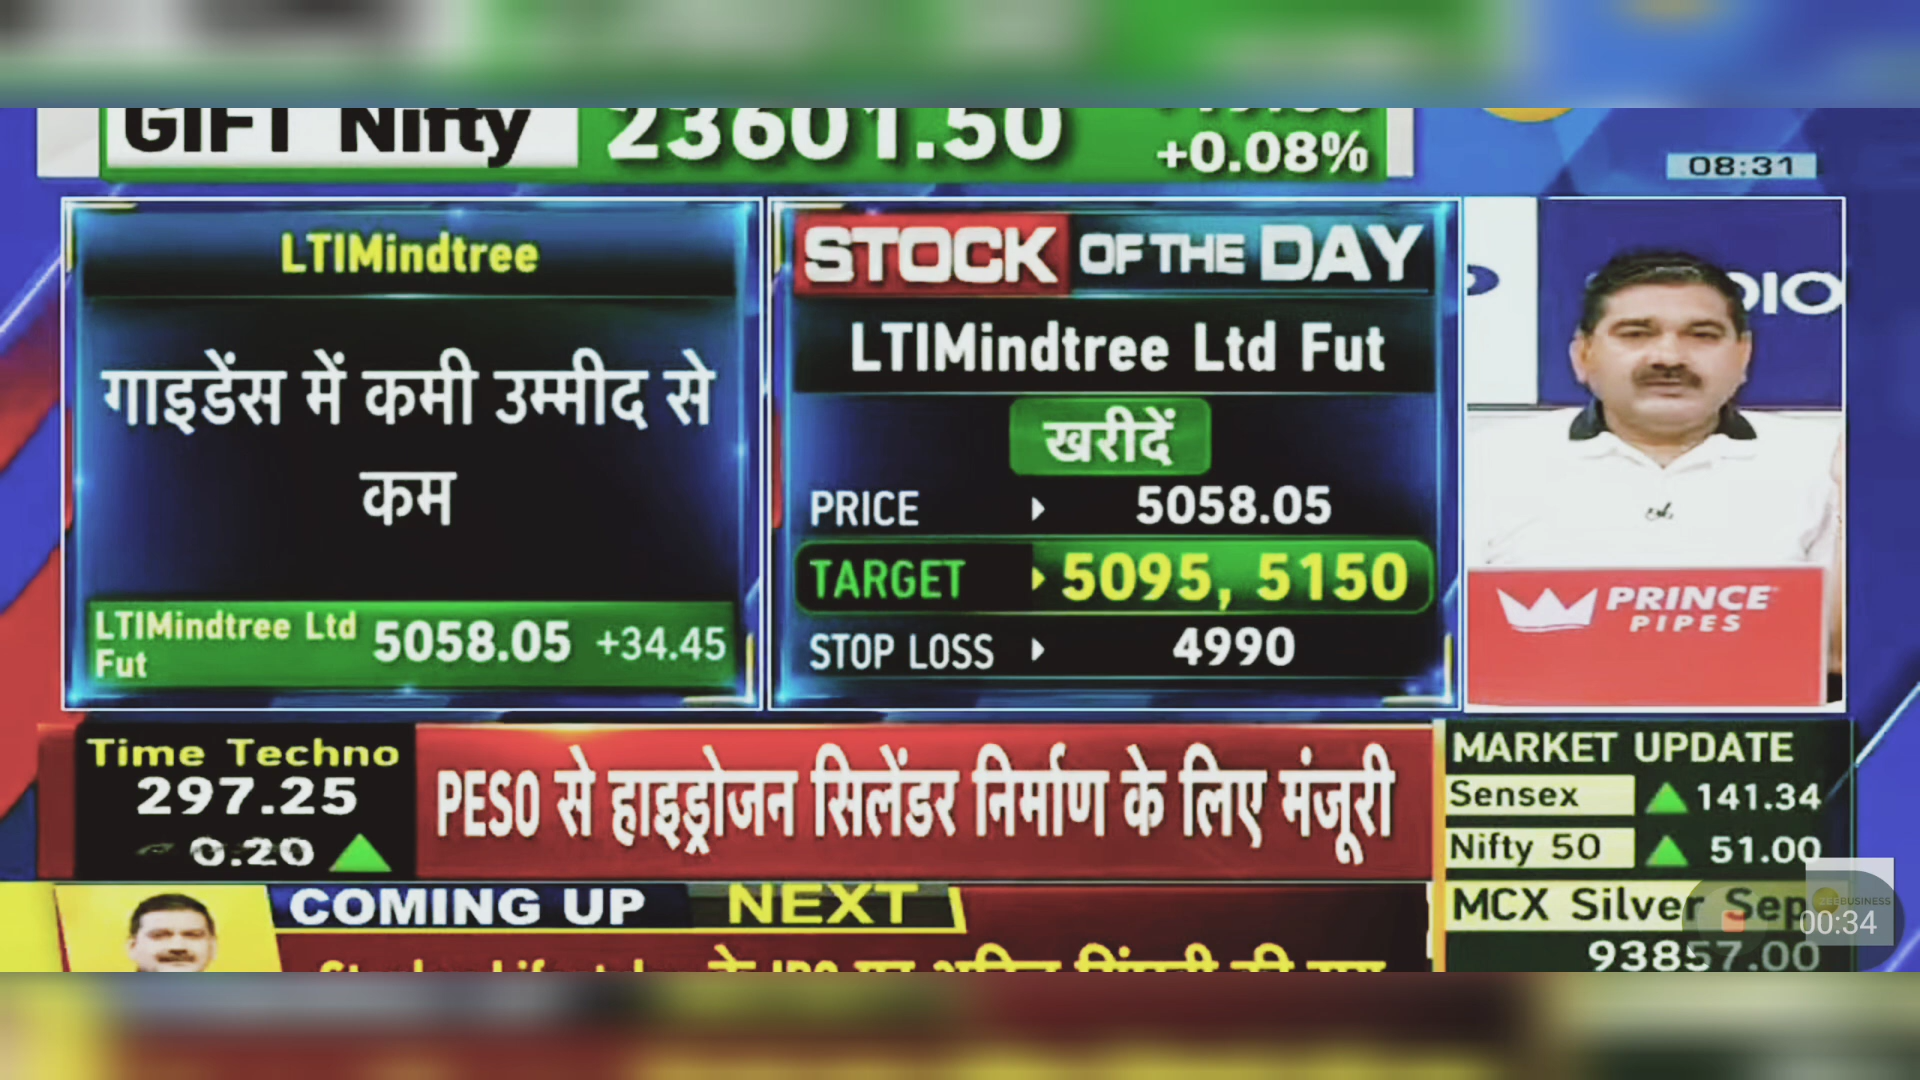 GIFT Nifty
23601.50
+0.08%
08:31
LTIMindtree
गाइडेंस में कमी उम्मीद से
कम
LTIMindtree Ltd
Fut
5058.05 +34.45
STOCK OF THE DAY
LTIMindtree Ltd Fut
खरीदें
PRICE 5058.05
TARGET 5095, 5150
STOP LOSS 4990
DIO
PRINCE
PIPES
Time Techno
297.25
0.20
PESO से हाइड्रोजन सिलेंडर निर्माण के लिए मंजूरी
MARKET UPDATE
Sensex 141.34
Nifty 50 51.00
MCX Silver Sep
93857.00
ZEEBUSINESS
00:34
COMING UP NEXT